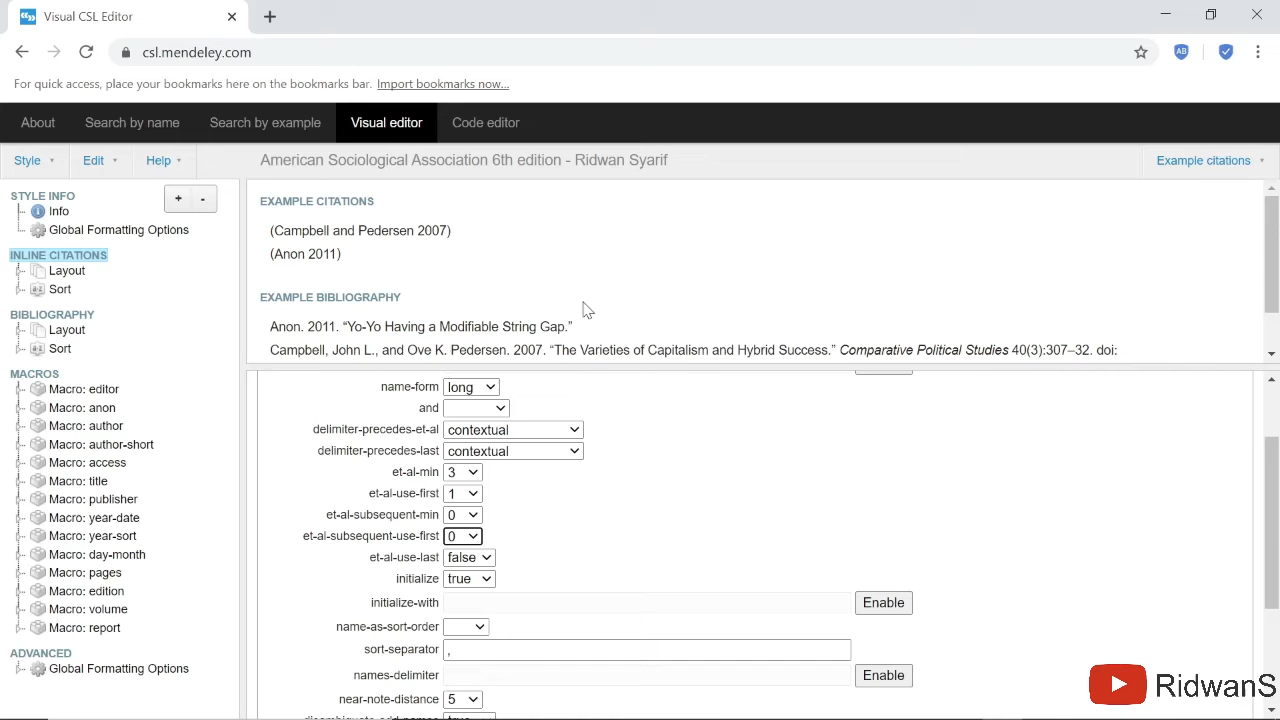 Visual CSL Editor
csl.mendeley.com
AB
For quick access, place your bookmarks here on the bookmarks bar. Import bookmarks now...
About Search by name Search by example Visual editor Code editor
Style Edit Help American Sociological Association 6th edition - Ridwan Syarif Example citations
STYLE INFO
+ -
Info
Global Formatting Options
INLINE CITATIONS
Layout
Sort
BIBLIOGRAPHY
Layout
Sort
MACROS
Macro: editor
Macro: anon
Macro: author
Macro: author-short
Macro: access
Macro: title
Macro: publisher
Macro: year-date
Macro: year-sort
Macro: day-month
Macro: pages
Macro: edition
Macro: volume
Macro: report
ADVANCED
Global Formatting Options
EXAMPLE CITATIONS
(Campbell and Pedersen 2007)
(Anon 2011)
EXAMPLE BIBLIOGRAPHY
Anon. 2011. “Yo-Yo Having a Modifiable String Gap.”
Campbell, John L., and Ove K. Pedersen. 2007. “The Varieties of Capitalism and Hybrid Success.” Comparative Political Studies 40(3):307–32. doi:
name-form long
and
delimiter-precedes-et-al contextual
delimiter-precedes-last contextual
et-al-min 3
et-al-use-first 1
et-al-subsequent-min 0
et-al-subsequent-use-first 0
et-al-use-last false
initialize true
initialize-with Enable
name-as-sort-order
sort-separator ,
names-delimiter Enable
near-note-distance 5
disambiguate-add-names true
RidwanS